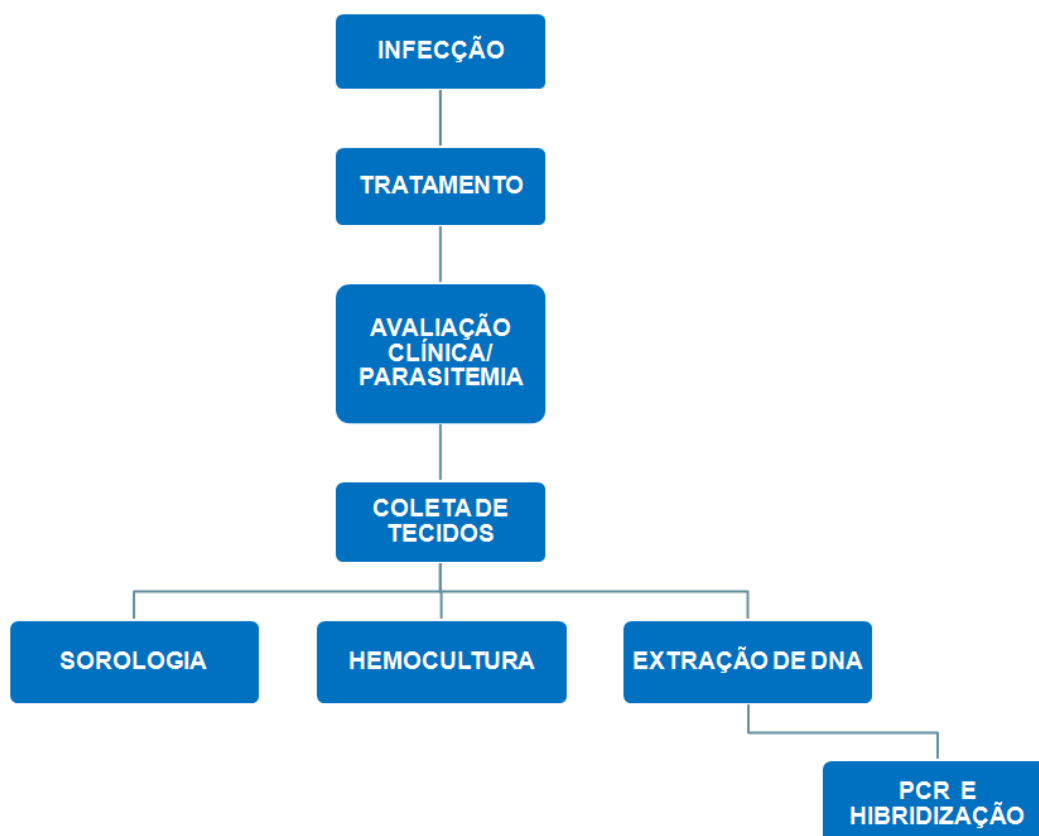 INFECÇÃO
TRATAMENTO
AVALIAÇÃO
CLÍNICA/
PARASITEMIA
COLETA DE
TECIDOS
SOROLOGIA
HEMOCULTURA
EXTRAÇÃO DE DNA
PCR E
HIBRIDIZAÇÃO